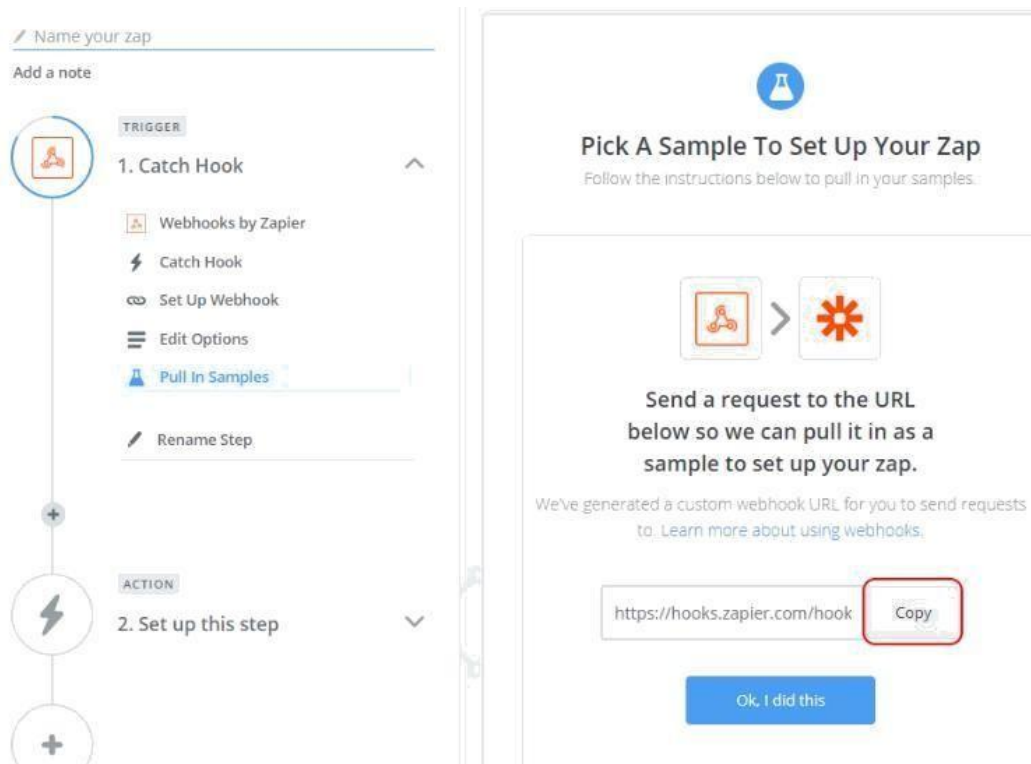 Name your zap
Add a note
TRIGGER
1. Catch Hook
Webhooks by Zapier
Catch Hook
Set Up Webhook
Edit Options
Pull In Samples
Rename Step
ACTION
2. Set up this step
Pick A Sample To Set Up Your Zap
Follow the instructions below to pull in your samples.
Send a request to the URL
below so we can pull it in as a
sample to set up your zap.
We've generated a custom webhook URL for you to send requests
to. Learn more about using webhooks.
https://hooks.zapier.com/hook Copy
Ok, I did this